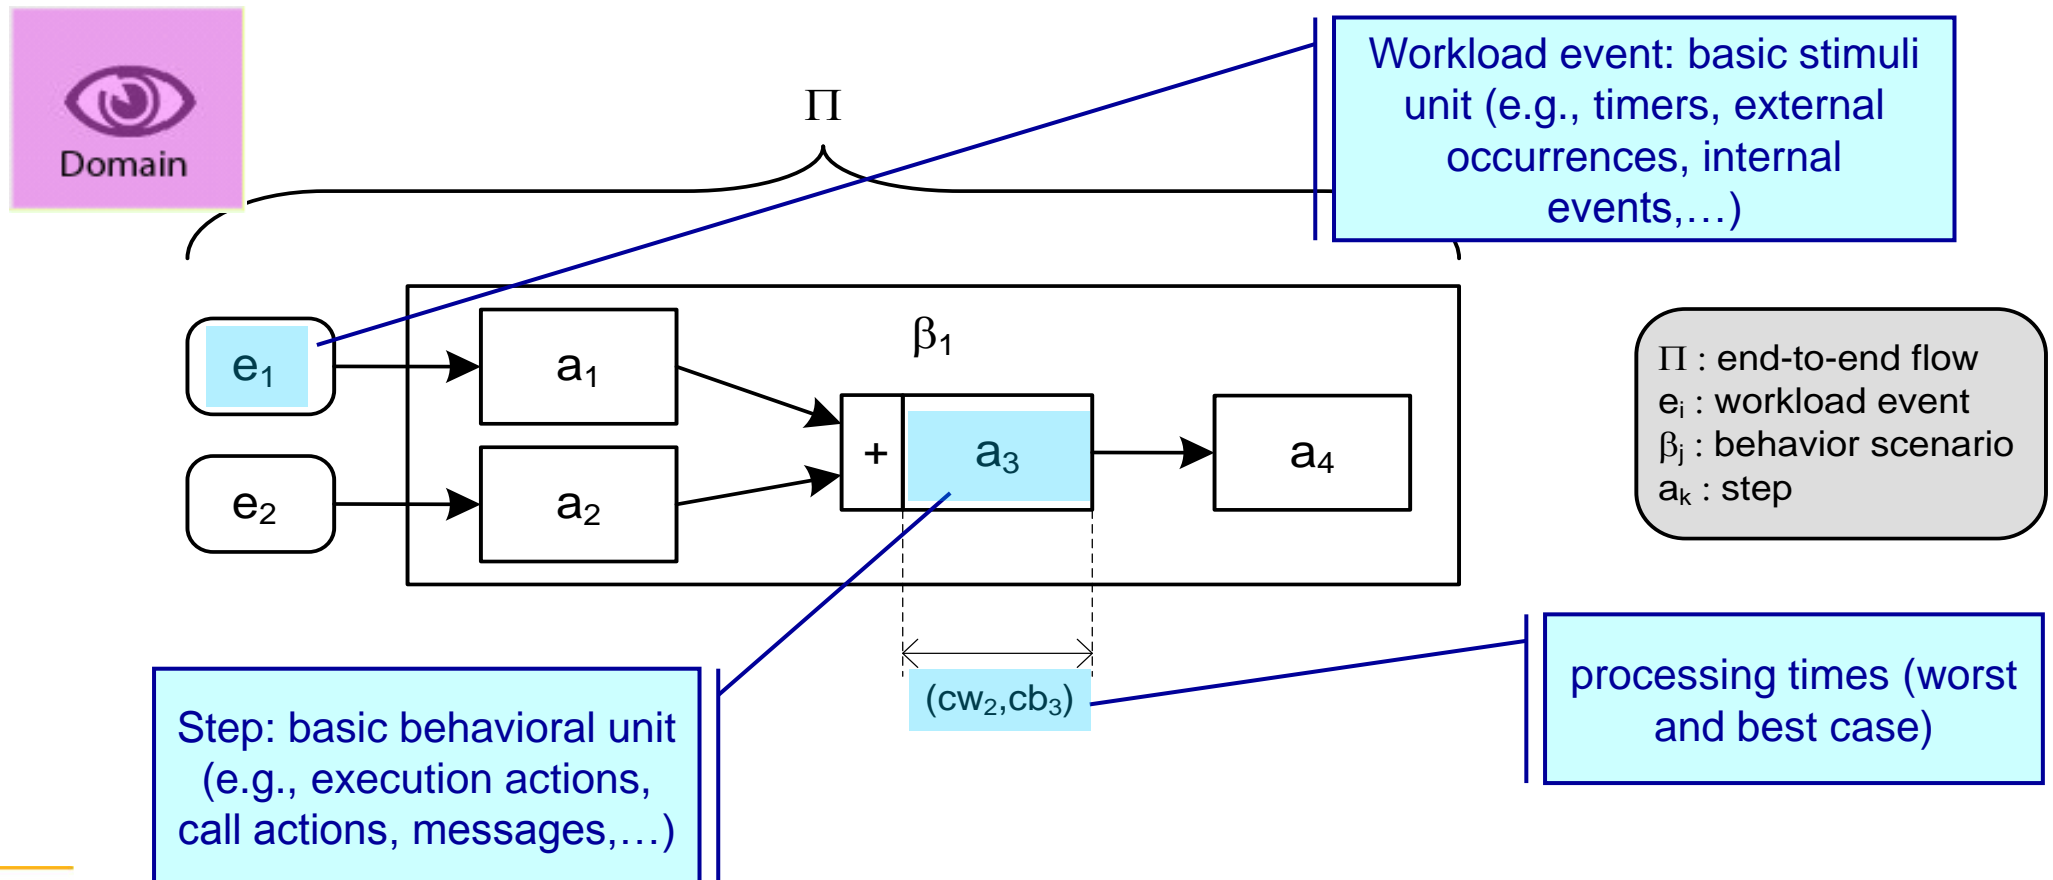 Domain
Π
Workload event: basic stimuli
unit (e.g., timers, external
occurrences, internal
events,…)
e₁
a₁
β₁
+
a₃
a₄
e₂
a₂
Π : end-to-end flow
eᵢ : workload event
βⱼ : behavior scenario
aₖ : step
(cw₂,cb₃)
processing times (worst
and best case)
Step: basic behavioral unit
(e.g., execution actions,
call actions, messages,…)